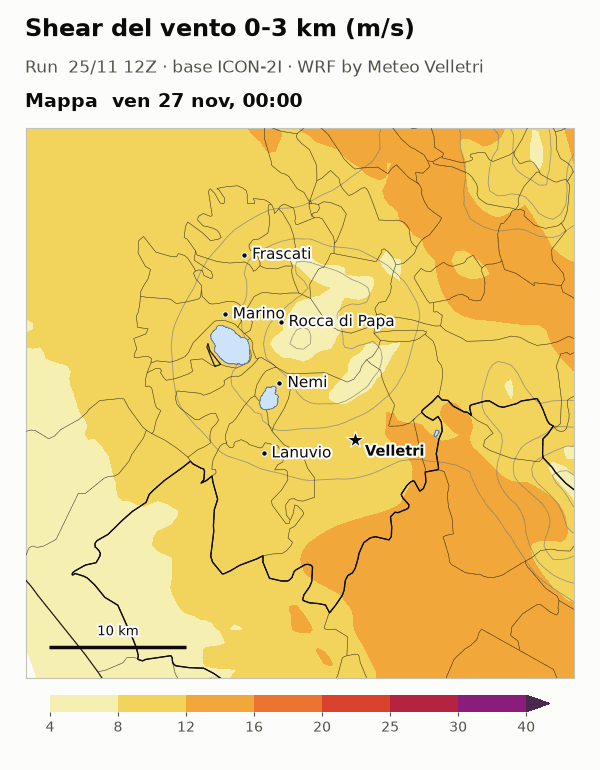 Shear del vento 0-3 km (m/s)
Run  25/11 12Z · base ICON-2I · WRF by Meteo Velletri
Mappa  ven 27 nov, 00:00
Frascati
Marino
Rocca di Papa
Nemi
Velletri
Lanuvio
10 km
4 8 12 16 20 25 30 40